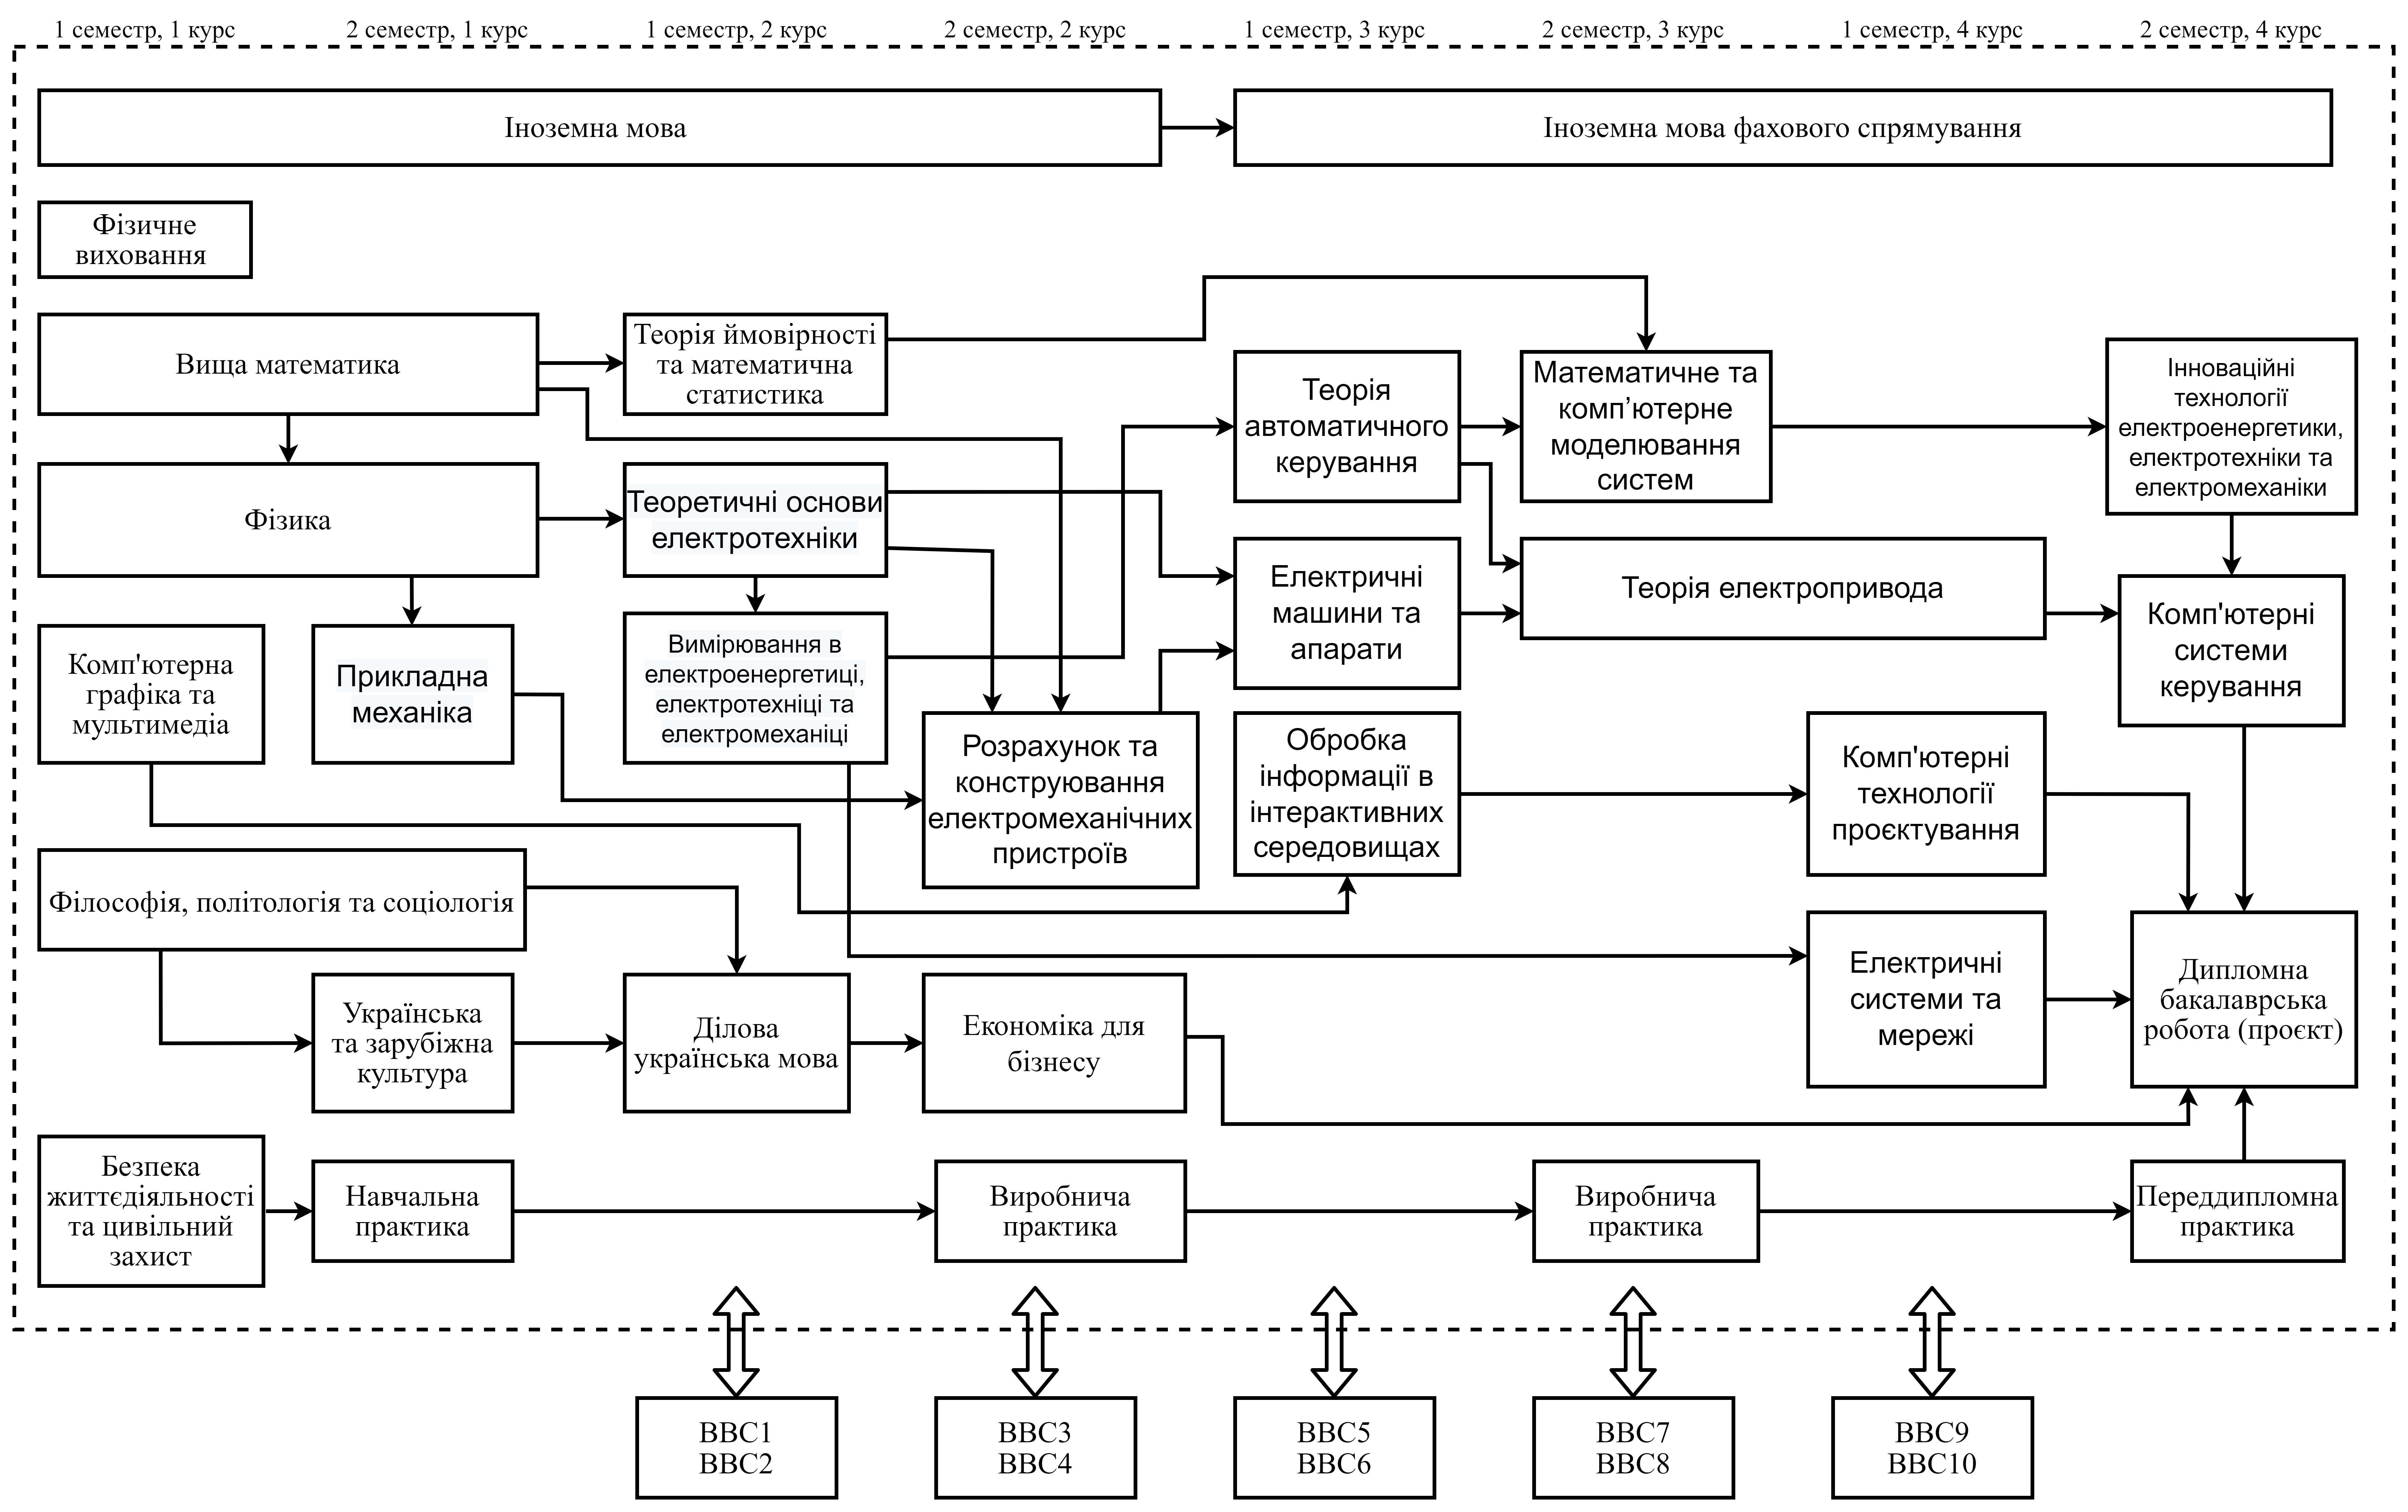 1 семестр, 1 курс
2 семестр, 1 курс
1 семестр, 2 курс
2 семестр, 2 курс
1 семестр, 3 курс
2 семестр, 3 курс
1 семестр, 4 курс
2 семестр, 4 курс
Іноземна мова
Іноземна мова фахового спрямування
Фізичне
виховання
Вища математика
Теорія ймовірності
та математична
статистика
Теорія
автоматичного
керування
Математичне та
комп’ютерне
моделювання
систем
Інноваційні
технології
електроенергетики,
електротехніки та
електромеханіки
Фізика
Теоретичні основи
електротехніки
Електричні
машини та
апарати
Теорія електропривода
Комп'ютерні
системи
керування
Комп'ютерна
графіка та
мультимедіа
Прикладна
механіка
Вимірювання в
електроенергетиці,
електротехніці та
електромеханіці
Розрахунок та
конструювання
електромеханічних
пристроїв
Обробка
інформації в
інтерактивних
середовищах
Комп'ютерні
технології
проєктування
Філософія, політологія та соціологія
Українська
та зарубіжна
культура
Ділова
українська мова
Економіка для
бізнесу
Електричні
системи та
мережі
Дипломна
бакалаврська
робота (проєкт)
Безпека
життєдіяльності
та цивільний
захист
Навчальна
практика
Виробнича
практика
Виробнича
практика
Переддипломна
практика
ВВС1
ВВС2
ВВС3
ВВС4
ВВС5
ВВС6
ВВС7
ВВС8
ВВС9
ВВС10